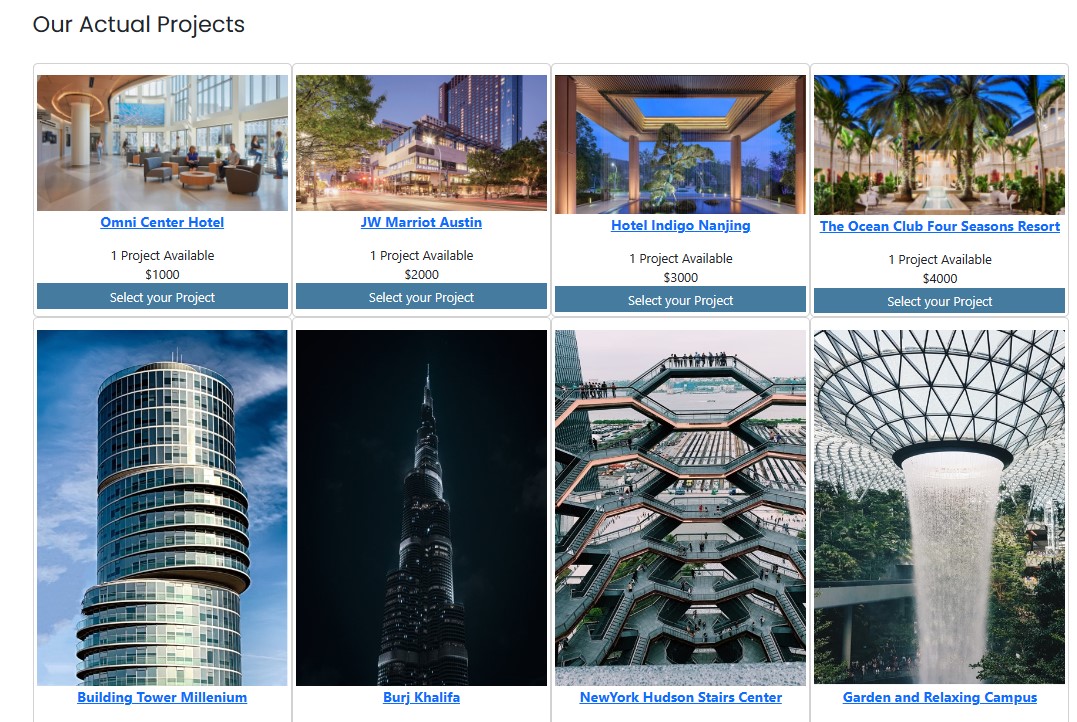 Our Actual Projects
Omni Center Hotel
1 Project Available
$1000
Select your Project
JW Marriot Austin
1 Project Available
$2000
Select your Project
Hotel Indigo Nanjing
1 Project Available
$3000
Select your Project
The Ocean Club Four Seasons Resort
1 Project Available
$4000
Select your Project
Building Tower Millenium
Burj Khalifa
NewYork Hudson Stairs Center
Garden and Relaxing Campus